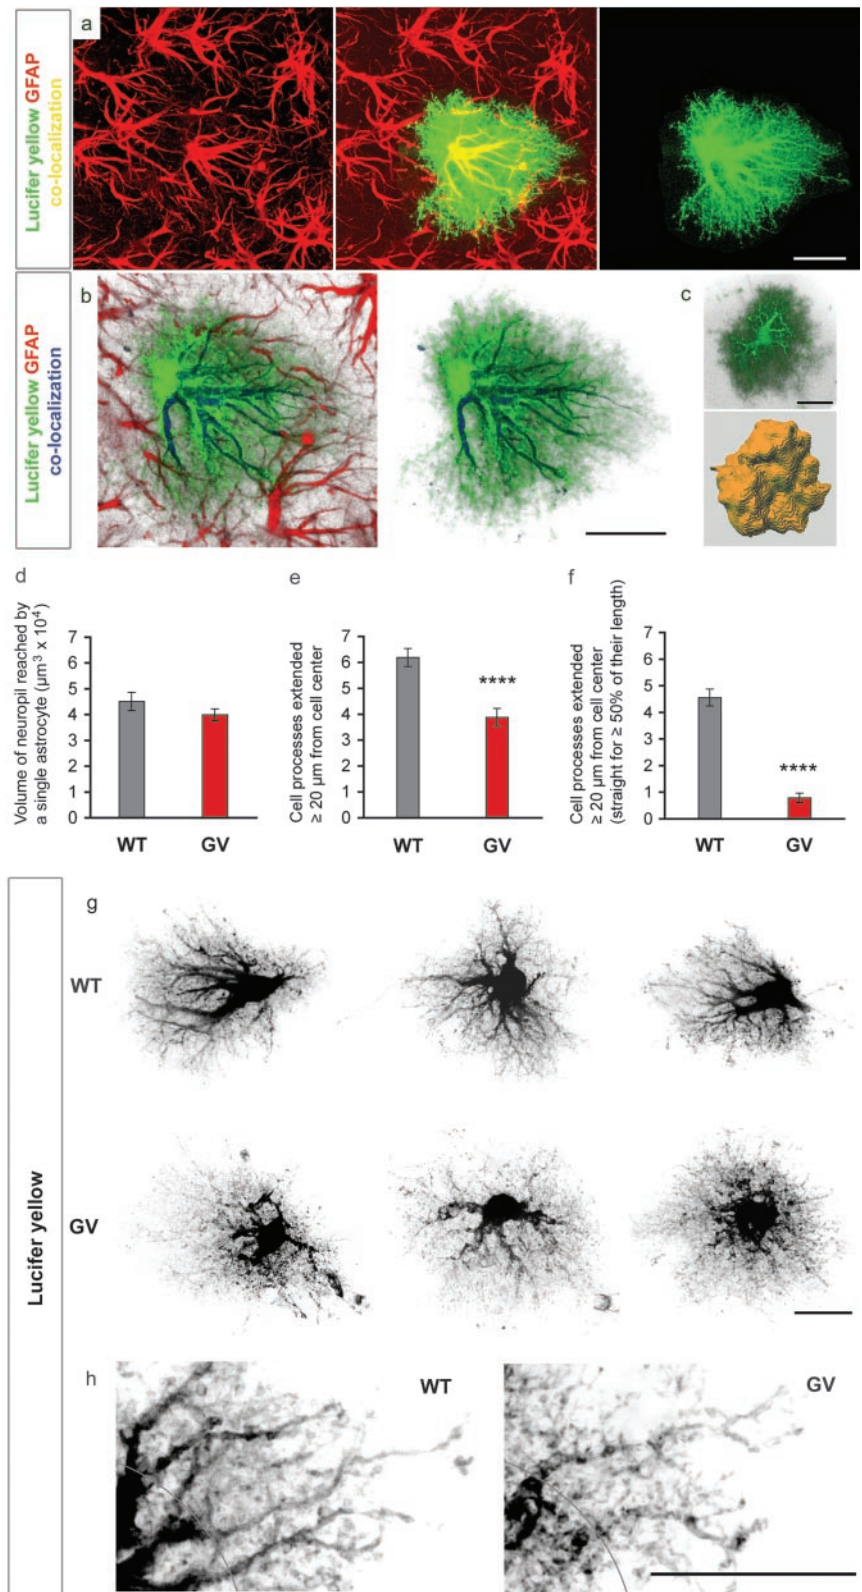 a
Lucifer yellow GFAP
co-localization
b
c
Lucifer yellow GFAP
co-localization
d
Volume of neuropil reached by
a single astrocyte (µm³ x 10⁴)
7
6
5
4
3
2
1
0
WT
GV
e
Cell processes extended
≥ 20 µm from cell center
7
6
5
4
3
2
1
0
****
WT
GV
f
Cell processes extended
≥ 20 µm from cell center
(straight for ≥ 50% of their length)
7
6
5
4
3
2
1
0
****
WT
GV
Lucifer yellow
g
WT
GV
h
WT
GV